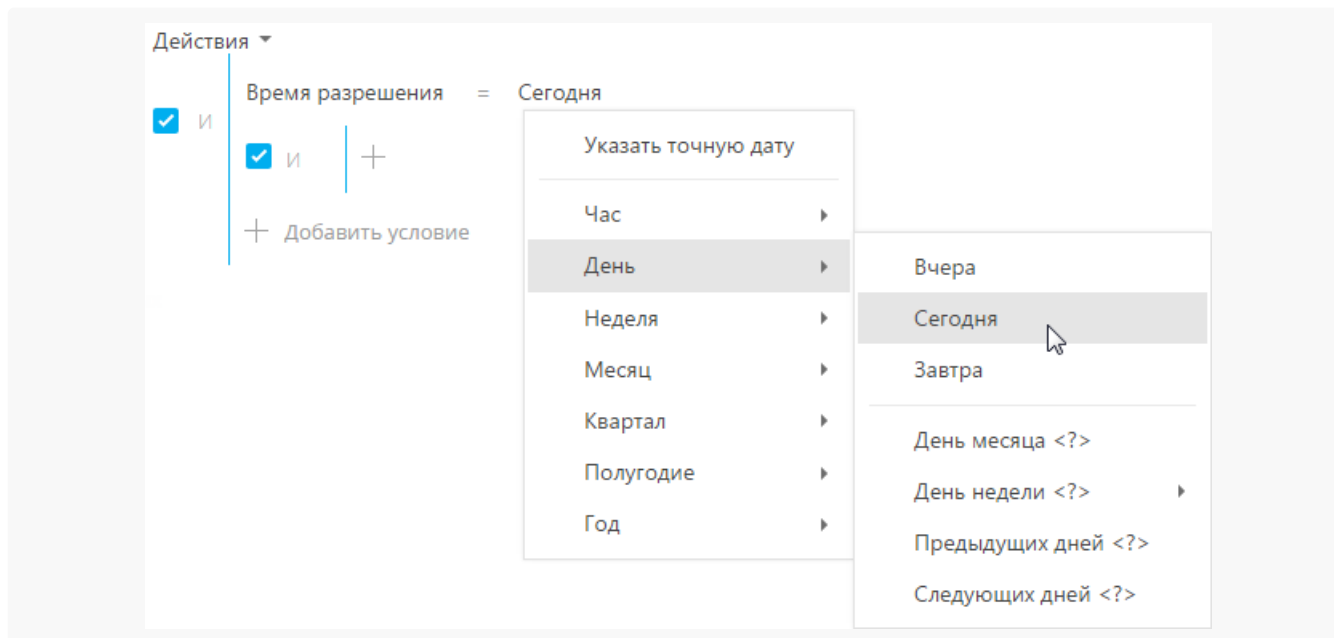 Действия
Время разрешения = Сегодня
И
И
Добавить условие
Указать точную дату
Час
День
Неделя
Месяц
Квартал
Полугодие
Год
Вчера
Сегодня
Завтра
День месяца <?>
День недели <?>
Предыдущих дней <?>
Следующих дней <?>